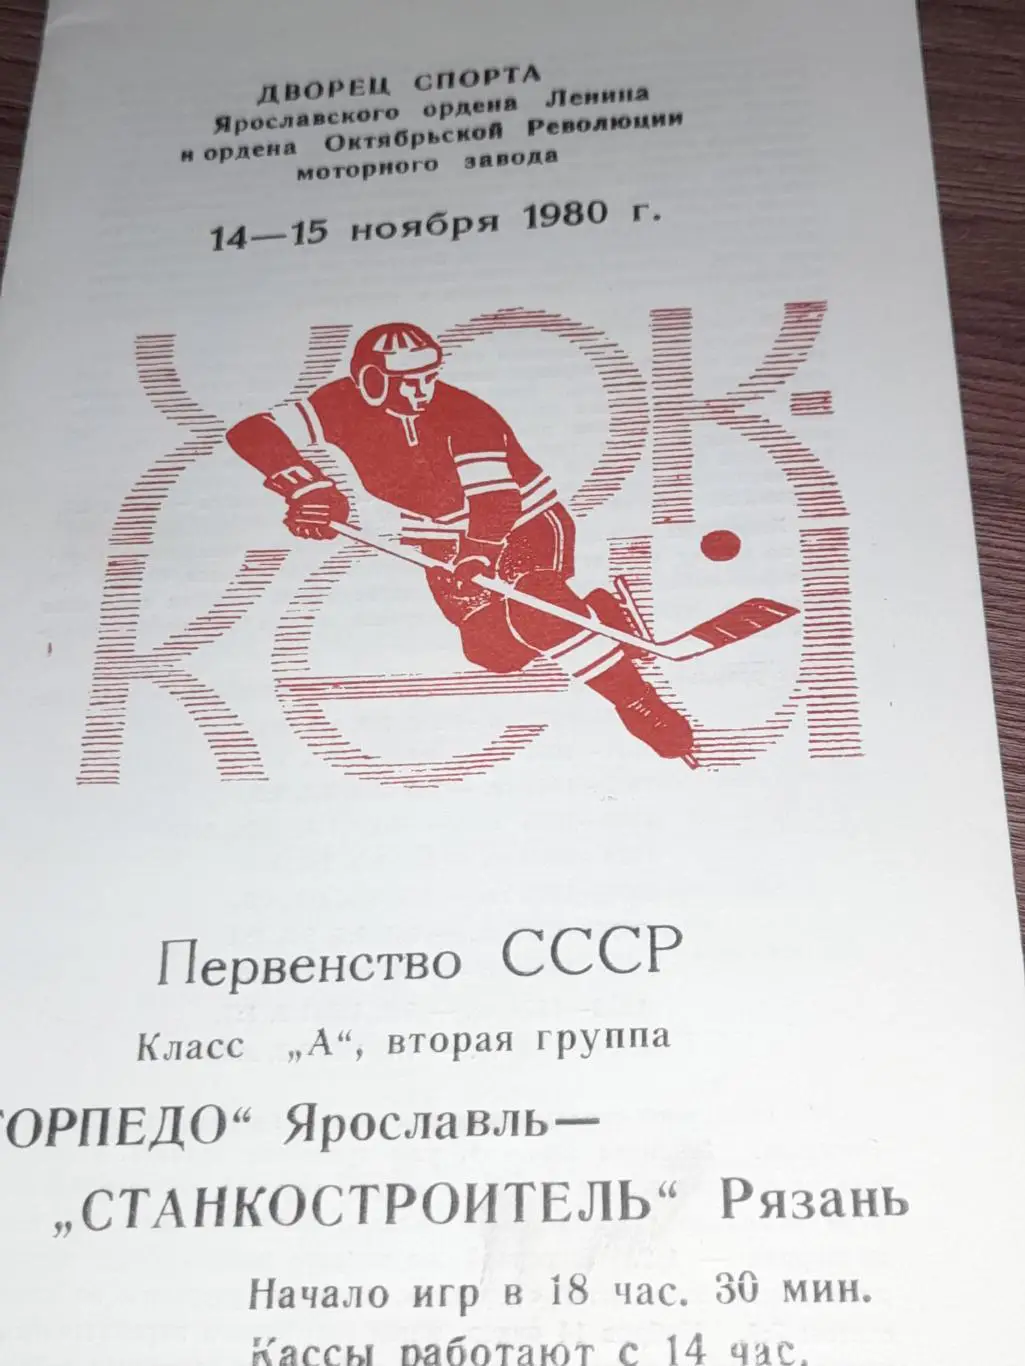 ДВОРЕЦ СПОРТА
Ярославского ордена Ленина
и ордена Октябрьской Революции
моторного завода
14—15 ноября 1980 г.
ХОК-
КЕЙ
Первенство СССР
Класс „А“, вторая группа
ТОРПЕДО“ Ярославль—
„СТАНКОСТРОИТЕЛЬ“ Рязань
Начало игр в 18 час. 30 мин.
Кассы работают с 14 час.